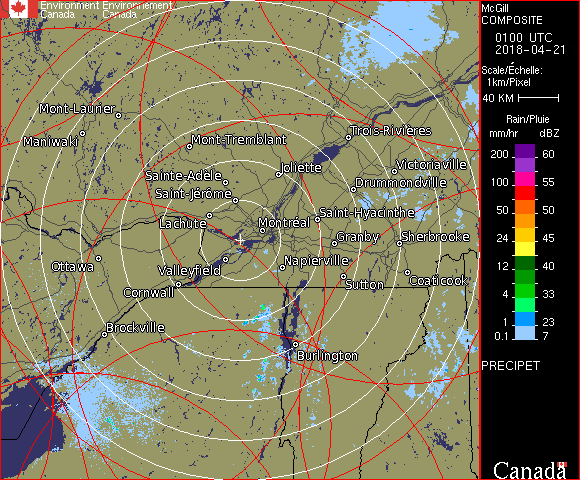 Environment Environnement
Canada Canada
McGill
COMPOSITE
0100 UTC
2018-04-21
Scale/Échelle:
1km/Pixel
40 KM
Rain/Pluie
mm/hr dBZ
200 60
100 55
50 50
24 45
12 40
4 33
1 23
0.1 7
PRECIPET
Canada
Mont-Laurier
Maniwaki
Mont-Tremblant
Trois-Rivières
Joliette
Victoriaville
Sainte-Adèle
Drummondville
Saint-Jérôme
Saint-Hyacinthe
Lachute
Montréal
Granby
Sherbrooke
Ottawa
Valleyfield
Napierville
Cornwall
Sutton
Coaticook
Brockville
Burlington